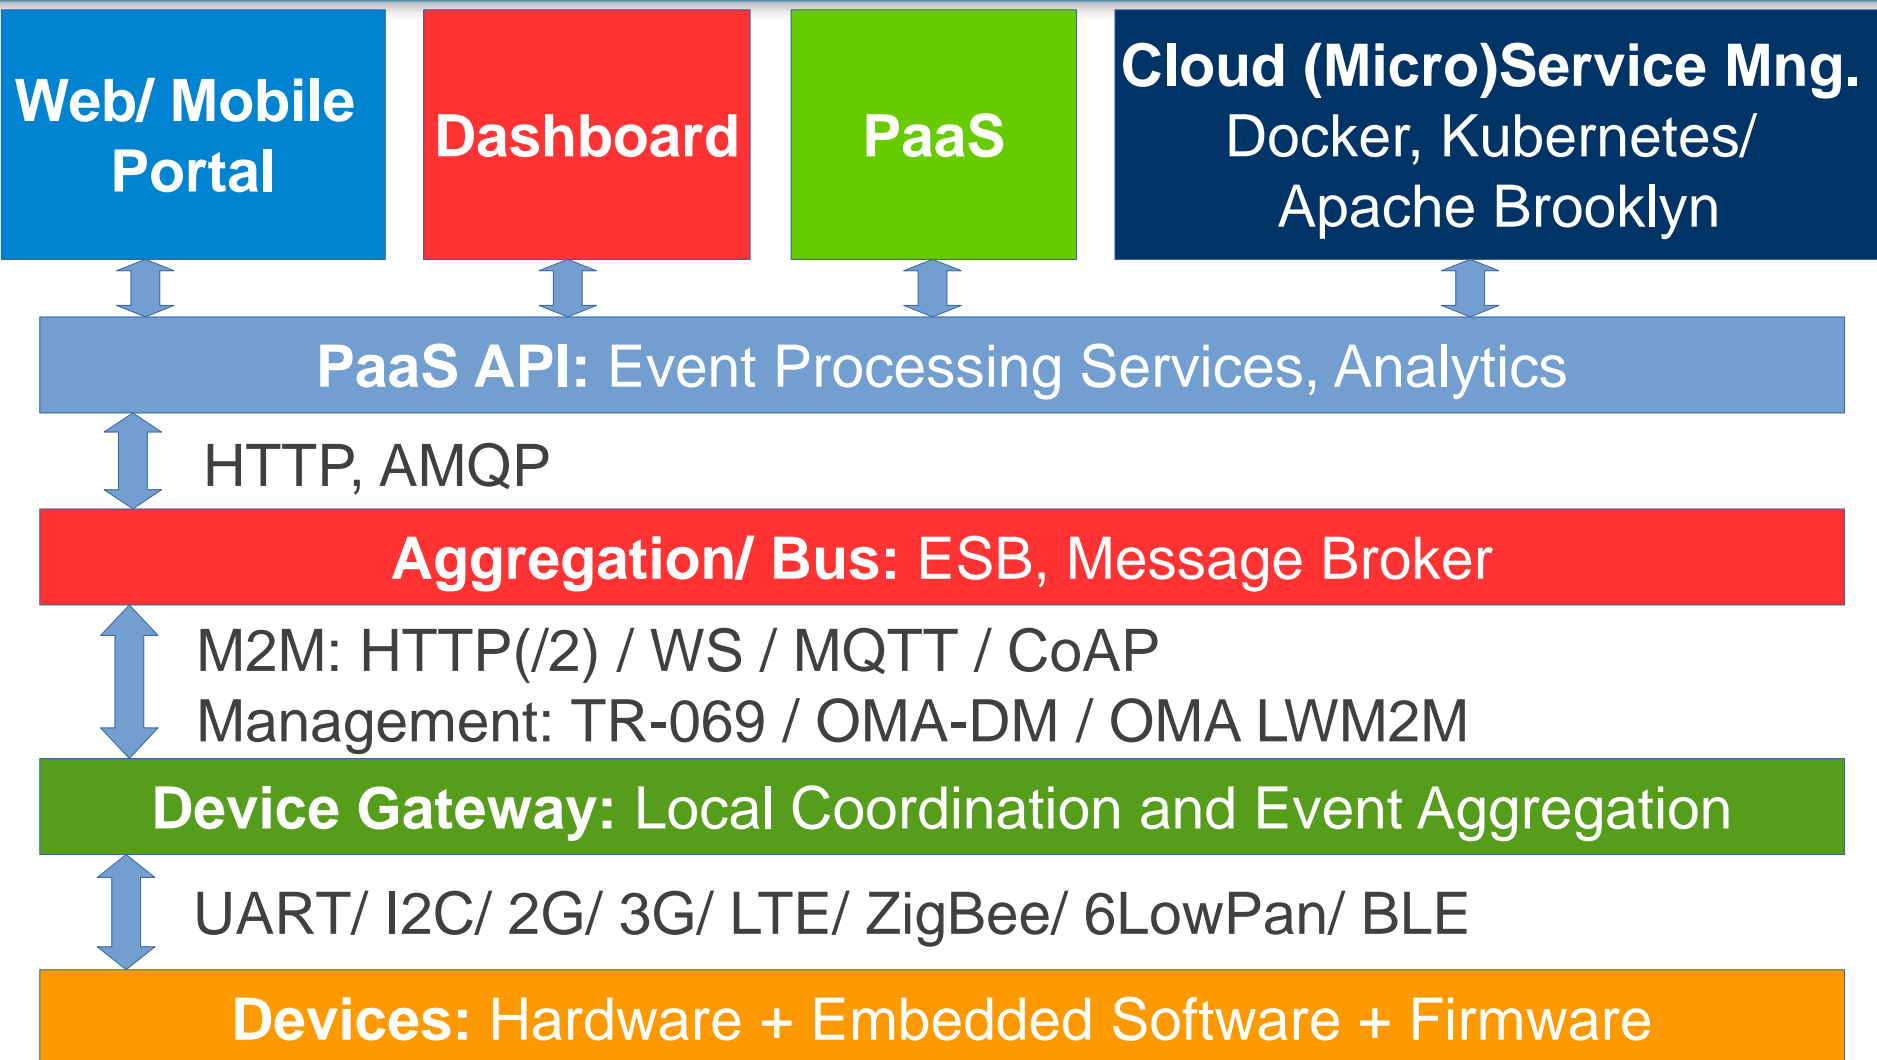 Web/ Mobile
Portal
Dashboard
PaaS
Cloud (Micro)Service Mng.
Docker, Kubernetes/
Apache Brooklyn
PaaS API: Event Processing Services, Analytics
HTTP, AMQP
Aggregation/ Bus: ESB, Message Broker
M2M: HTTP(/2) / WS / MQTT / CoAP
Management: TR-069 / OMA-DM / OMA LWM2M
Device Gateway: Local Coordination and Event Aggregation
UART/ I2C/ 2G/ 3G/ LTE/ ZigBee/ 6LowPan/ BLE
Devices: Hardware + Embedded Software + Firmware